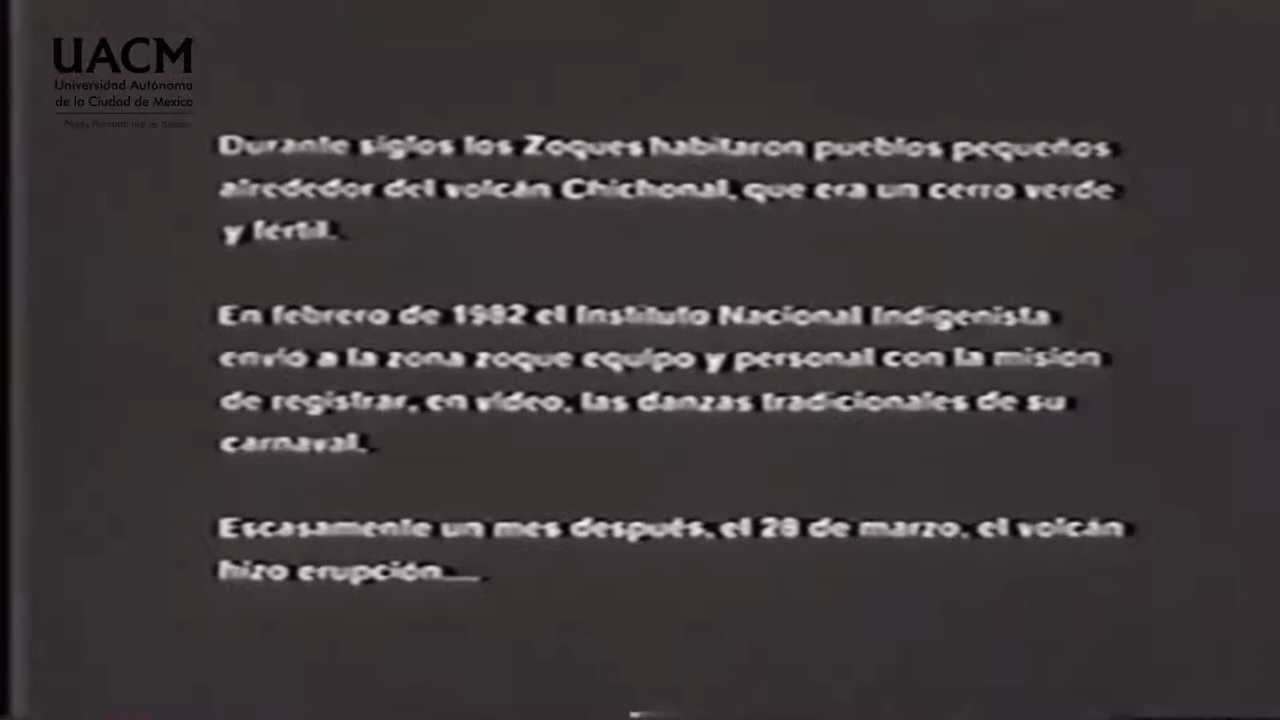 UACM
Universidad Autónoma
de la Ciudad de Mexico
Durante siglos los Zoques habitaron pueblos pequeños
alrededor del volcán Chichonal, que era un cerro verde
y fértil.
En febrero de 1982 el Instituto Nacional Indigenista
envió a la zona zoque equipo y personal con la misión
de registrar, en vídeo, las danzas tradicionales de su
carnaval.
Escasamente un mes después, el 28 de marzo, el volcán
hizo erupción....